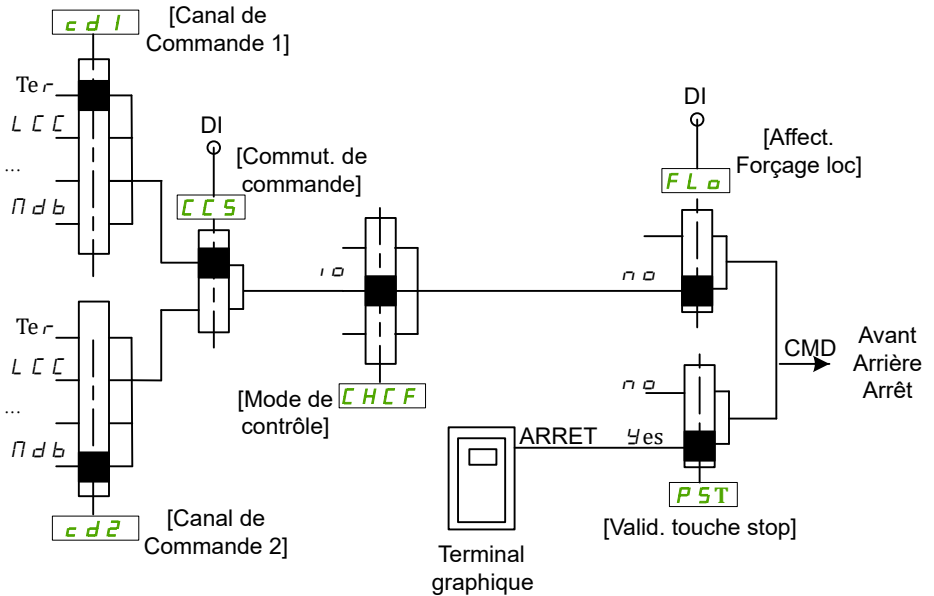 cd1
[Canal de
Commande 1]
Ter
LCC
...
Mdb
DI
[Commut. de
commande]
CCS
DI
[Affect.
Forçage loc]
FLo
io
no
Ter
LCC
...
Mdb
cd2
[Canal de
Commande 2]
[Mode de
contrôle]
CHCF
CMD
Avant
Arrière
Arrêt
no
ARRET
Yes
PST
[Valid. touche stop]
Terminal
graphique